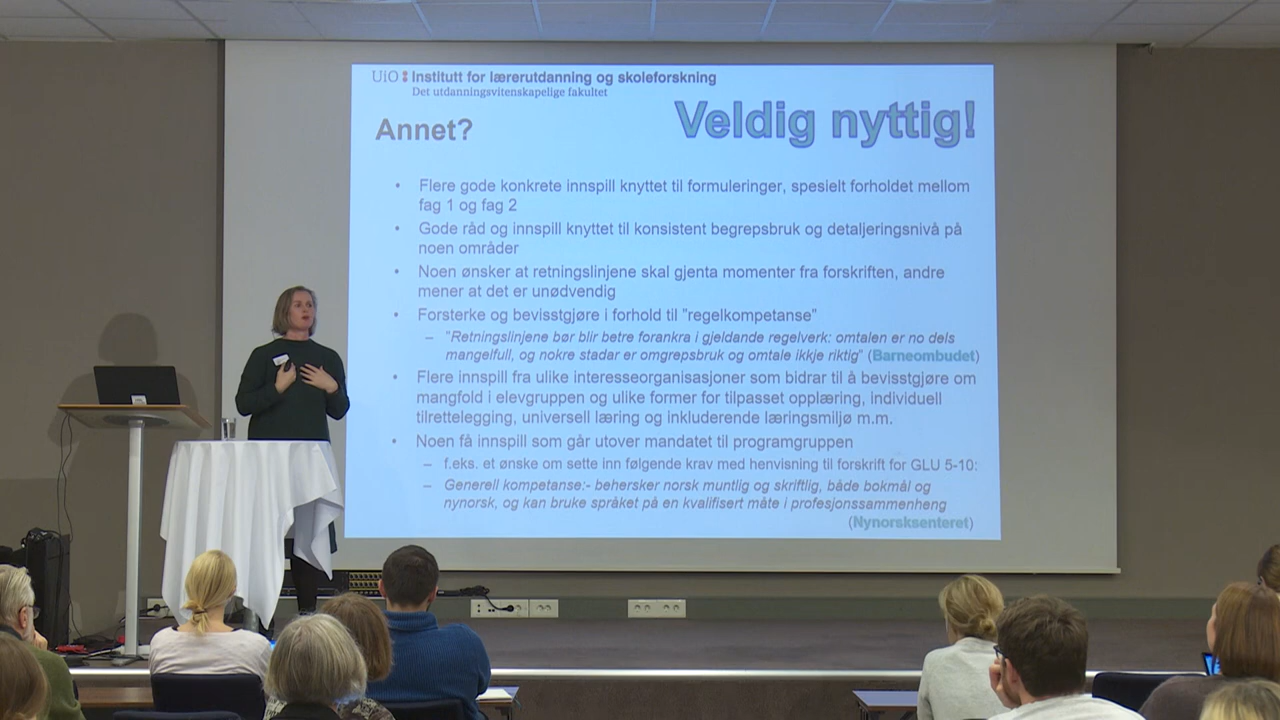 UiO Institutt for lærerutdanning og skoleforskning
Det utdanningsvitenskapelige fakultet
Annet?
Veldig nyttig!
• Flere gode konkrete innspill knyttet til formuleringer, spesielt forholdet mellom
fag 1 og fag 2
• Gode råd og innspill knyttet til konsistent begrepsbruk og detaljeringsnivå på
noen områder
• Noen ønsker at retningslinjene skal gjenta momenter fra forskriften, andre
mener at det er unødvendig
• Forsterke og bevisstgjøre i forhold til "regelkompetanse"
– "Retningslinjene bør blir betre forankra i gjeldande regelverk: omtalen er no dels
mangelfull, og nokre stadar er omgrepsbruk og omtale ikkje riktig" (Barneombudet)
• Flere innspill fra ulike interesseorganisasjoner som bidrar til å bevisstgjøre om
mangfold i elevgruppen og ulike former for tilpasset opplæring, individuell
tilrettelegging, universell læring og inkluderende læringsmiljø m.m.
• Noen få innspill som går utover mandatet til programgruppen
– f.eks. et ønske om sette inn følgende krav med henvisning til forskrift for GLU 5-10:
– Generell kompetanse:- behersker norsk muntlig og skriftlig, både bokmål og
nynorsk, og kan bruke språket på en kvalifisert måte i profesjonssammenheng
(Nynorsksenteret)